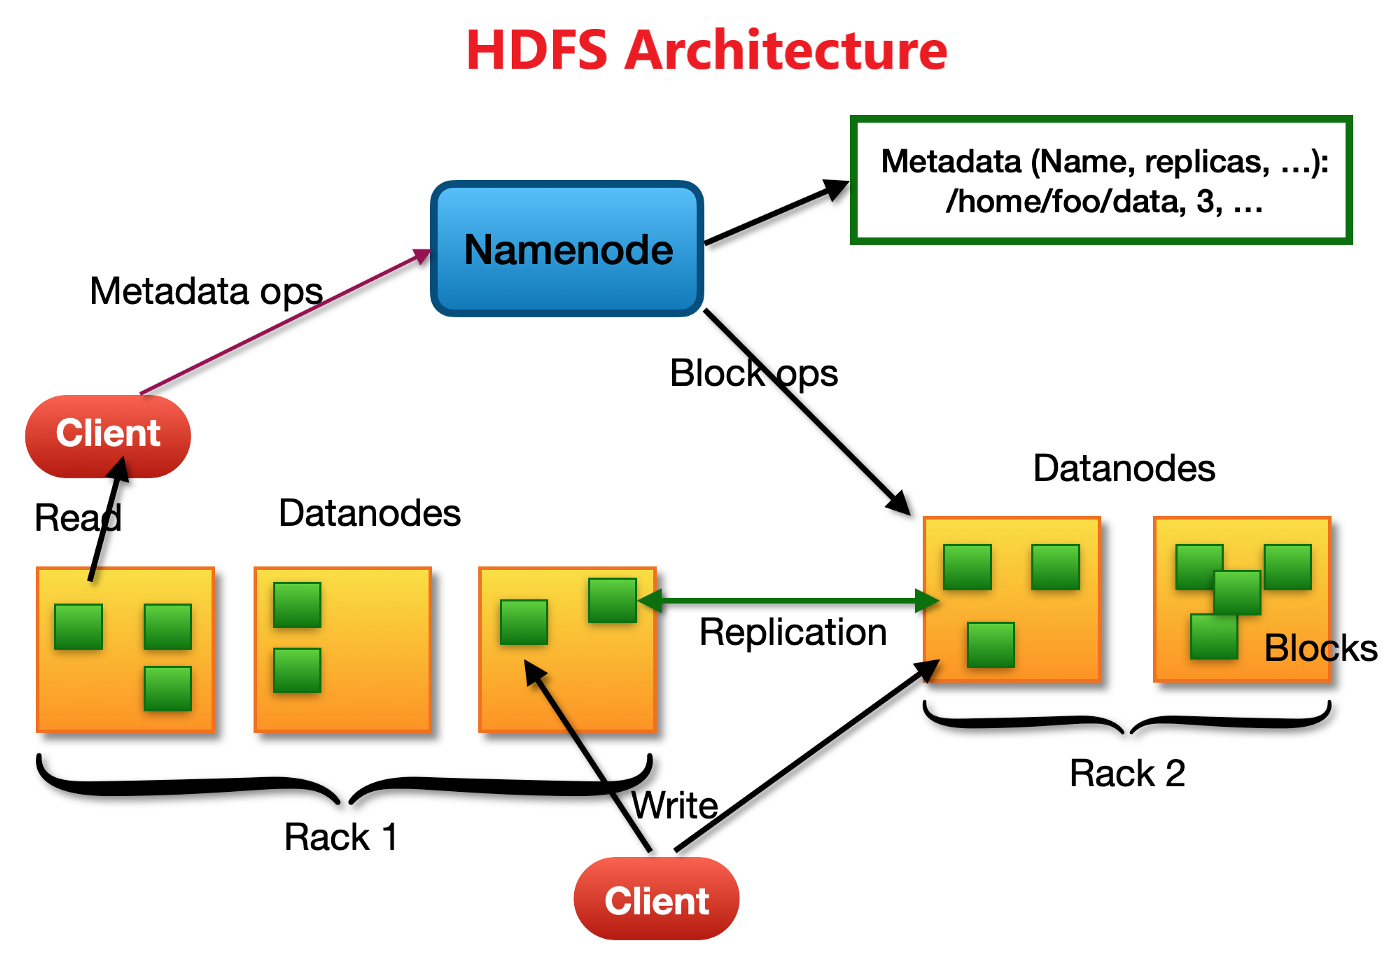 HDFS Architecture
Metadata (Name, replicas, ...):
/home/foo/data, 3, ...
Namenode
Metadata ops
Block ops
Client
Read
Datanodes
Datanodes
Replication
Blocks
Rack 1
Write
Rack 2
Client